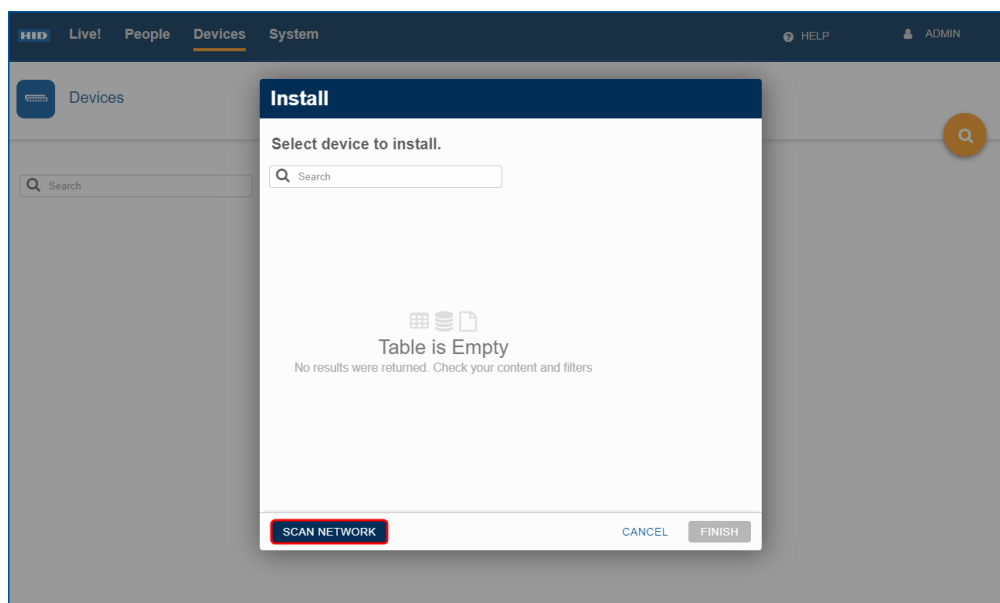 HID Live! People Devices System HELP ADMIN
Devices
Search
Install
Select device to install.
Search
Table is Empty
No results were returned. Check your content and filters
SCAN NETWORK CANCEL FINISH